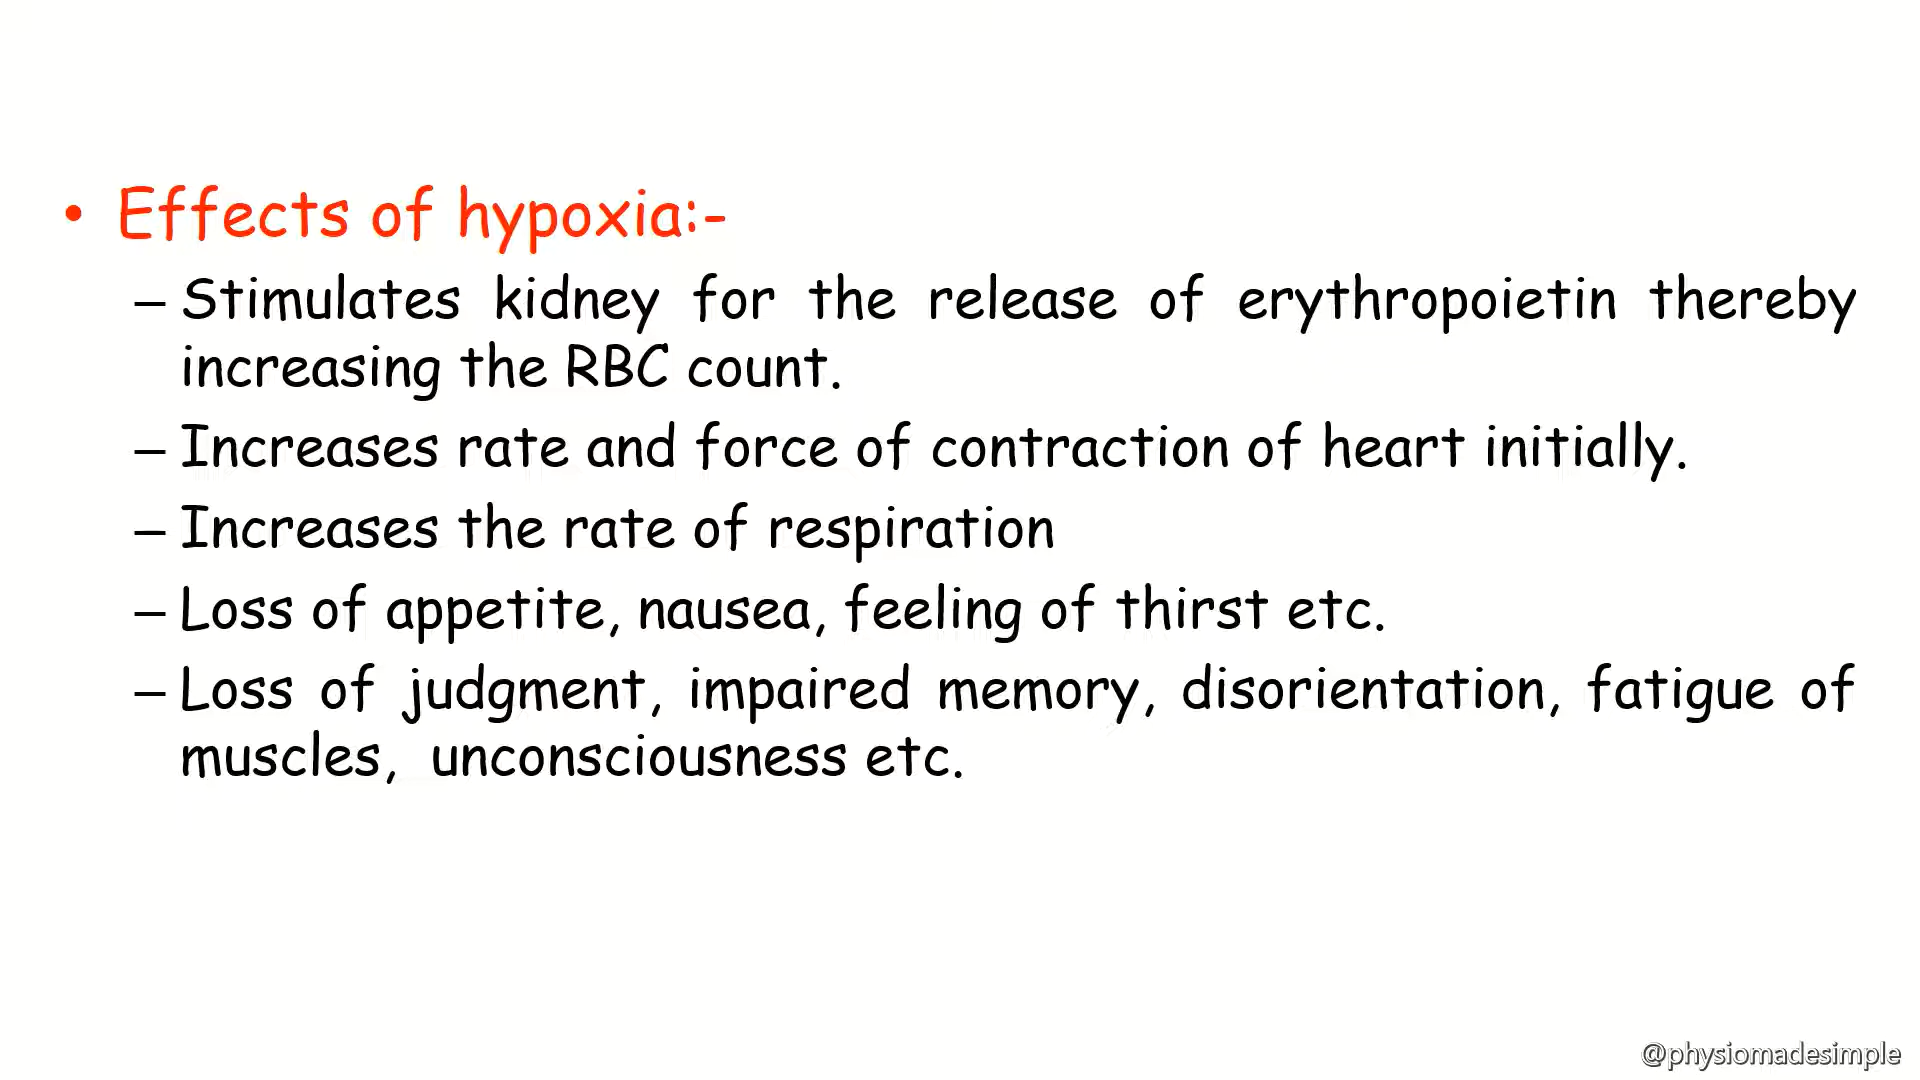 • Effects of hypoxia:-
– Stimulates kidney for the release of erythropoietin thereby
increasing the RBC count.
– Increases rate and force of contraction of heart initially.
– Increases the rate of respiration
– Loss of appetite, nausea, feeling of thirst etc.
– Loss of judgment, impaired memory, disorientation, fatigue of
muscles, unconsciousness etc.
@physiomadesimple